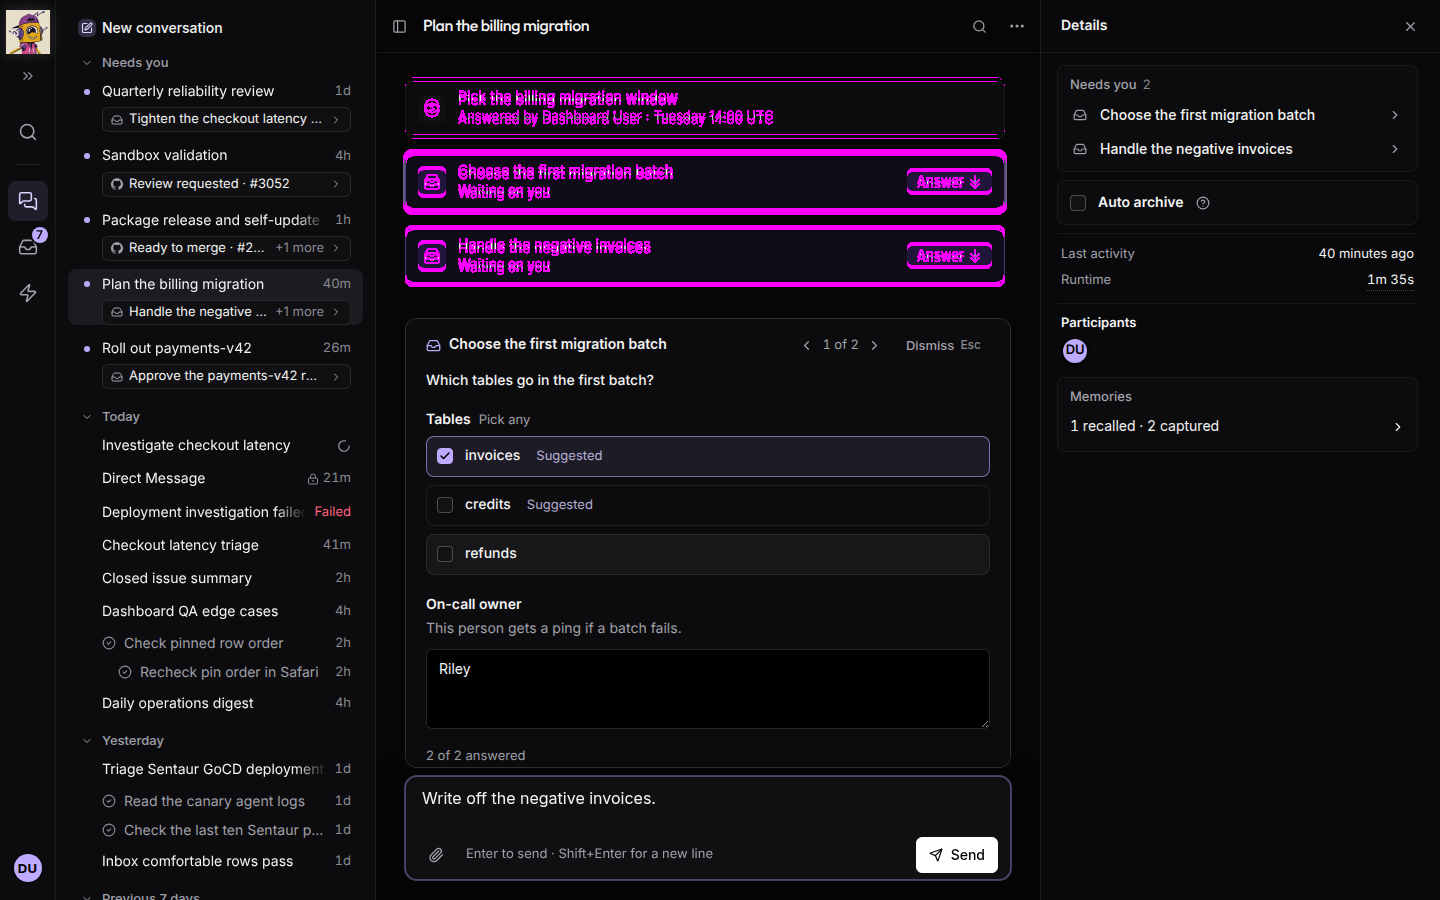 New conversation
Needs you
Quarterly reliability review 1d
Tighten the checkout latency ...
Sandbox validation 4h
Review requested · #3052
Package release and self-update 1h
Ready to merge · #2... +1 more
7
Plan the billing migration 40m
Handle the negative ... +1 more
Roll out payments-v42 26m
Approve the payments-v42 r...
Today
Investigate checkout latency
Direct Message 21m
Deployment investigation failed Failed
Checkout latency triage 41m
Closed issue summary 2h
Dashboard QA edge cases 4h
Check pinned row order 2h
Recheck pin order in Safari 2h
Daily operations digest 4h
Yesterday
Triage Sentaur GoCD deployment 1d
Read the canary agent logs 1d
Check the last ten Sentaur p... 1d
Inbox comfortable rows pass 1d
Previous 7 days
DU
Plan the billing migration
Pick the billing migration window
Answered by Dashboard User · Tuesday 14:00 UTC
Choose the first migration batch
Waiting on you
Answer
Handle the negative invoices
Waiting on you
Answer
Choose the first migration batch 1 of 2 Dismiss Esc
Which tables go in the first batch?
Tables Pick any
invoices Suggested
credits Suggested
refunds
On-call owner
This person gets a ping if a batch fails.
Riley
2 of 2 answered
Write off the negative invoices.
Enter to send · Shift+Enter for a new line
Send
Details
Needs you 2
Choose the first migration batch
Handle the negative invoices
Auto archive
Last activity 40 minutes ago
Runtime 1m 35s
Participants
DU
Memories
1 recalled · 2 captured